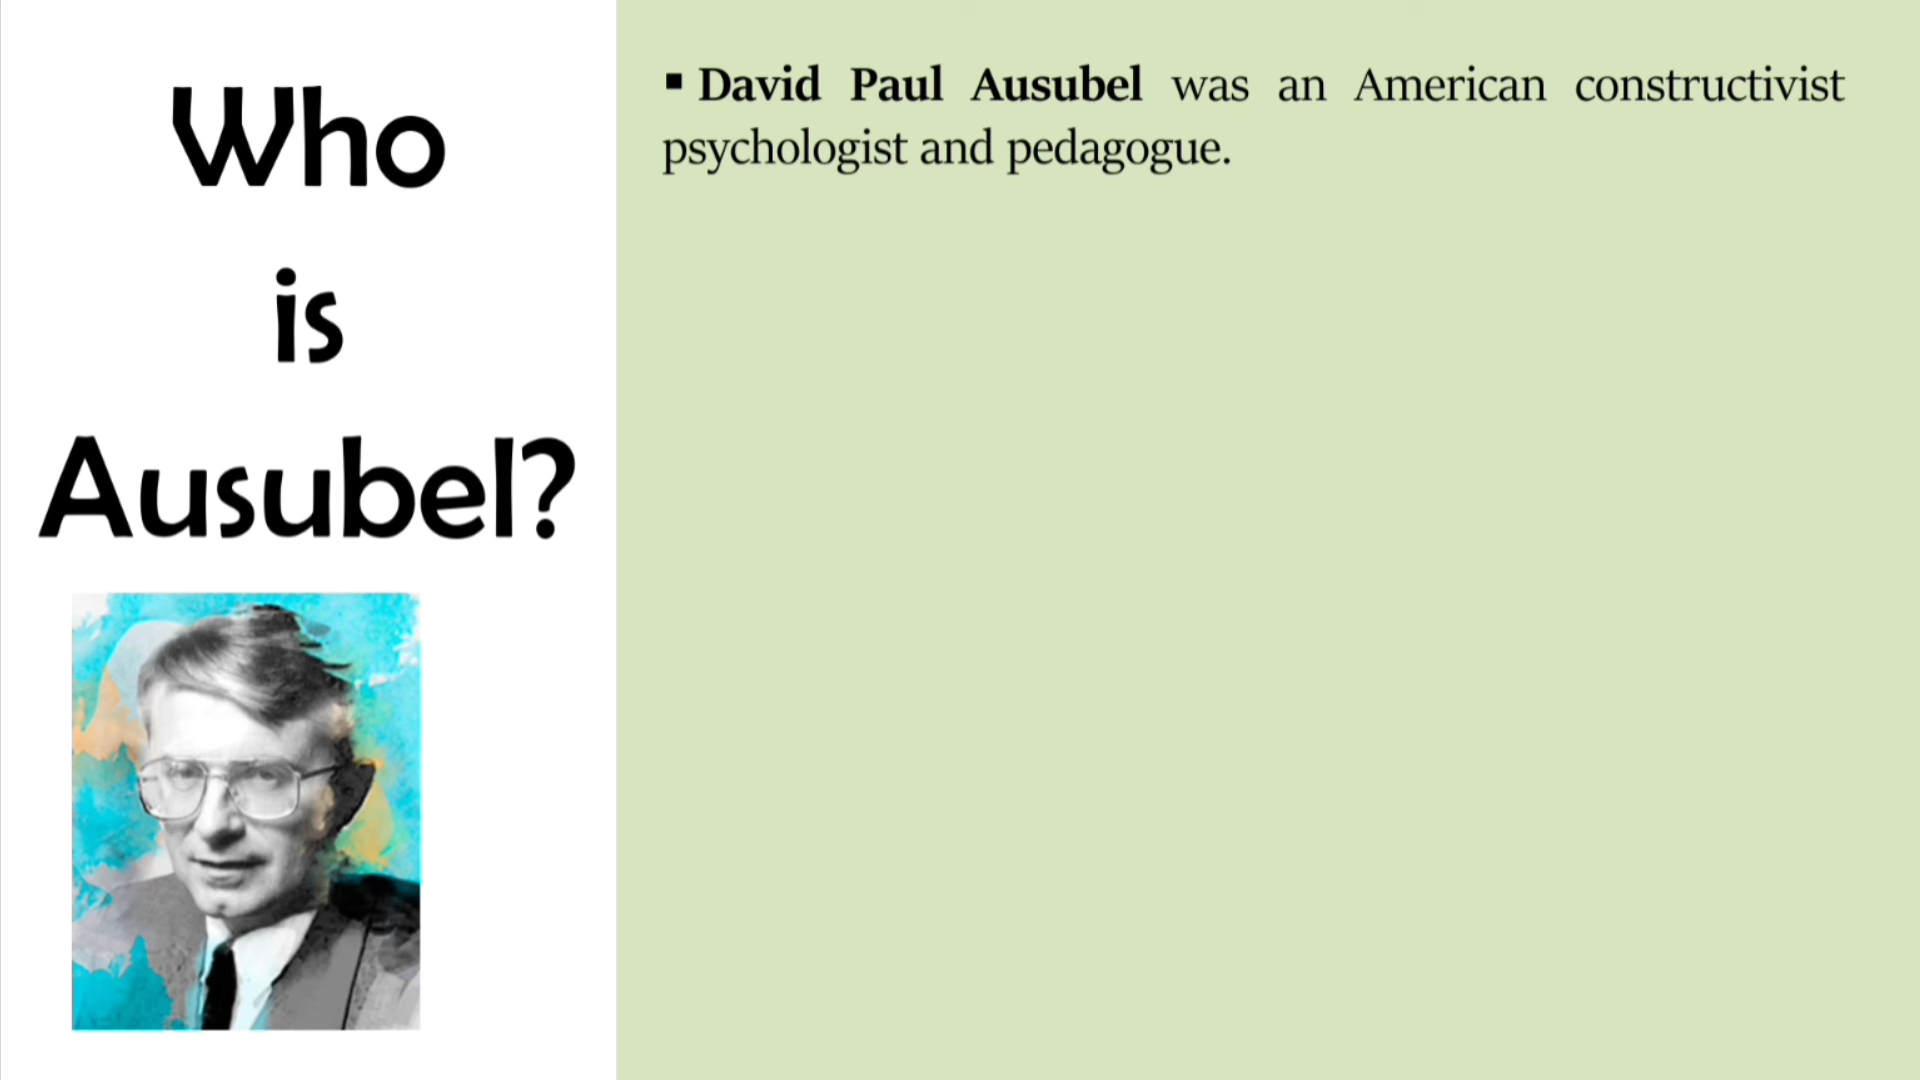 Who
is
Ausubel?
▪ David Paul Ausubel was an American constructivist
psychologist and pedagogue.